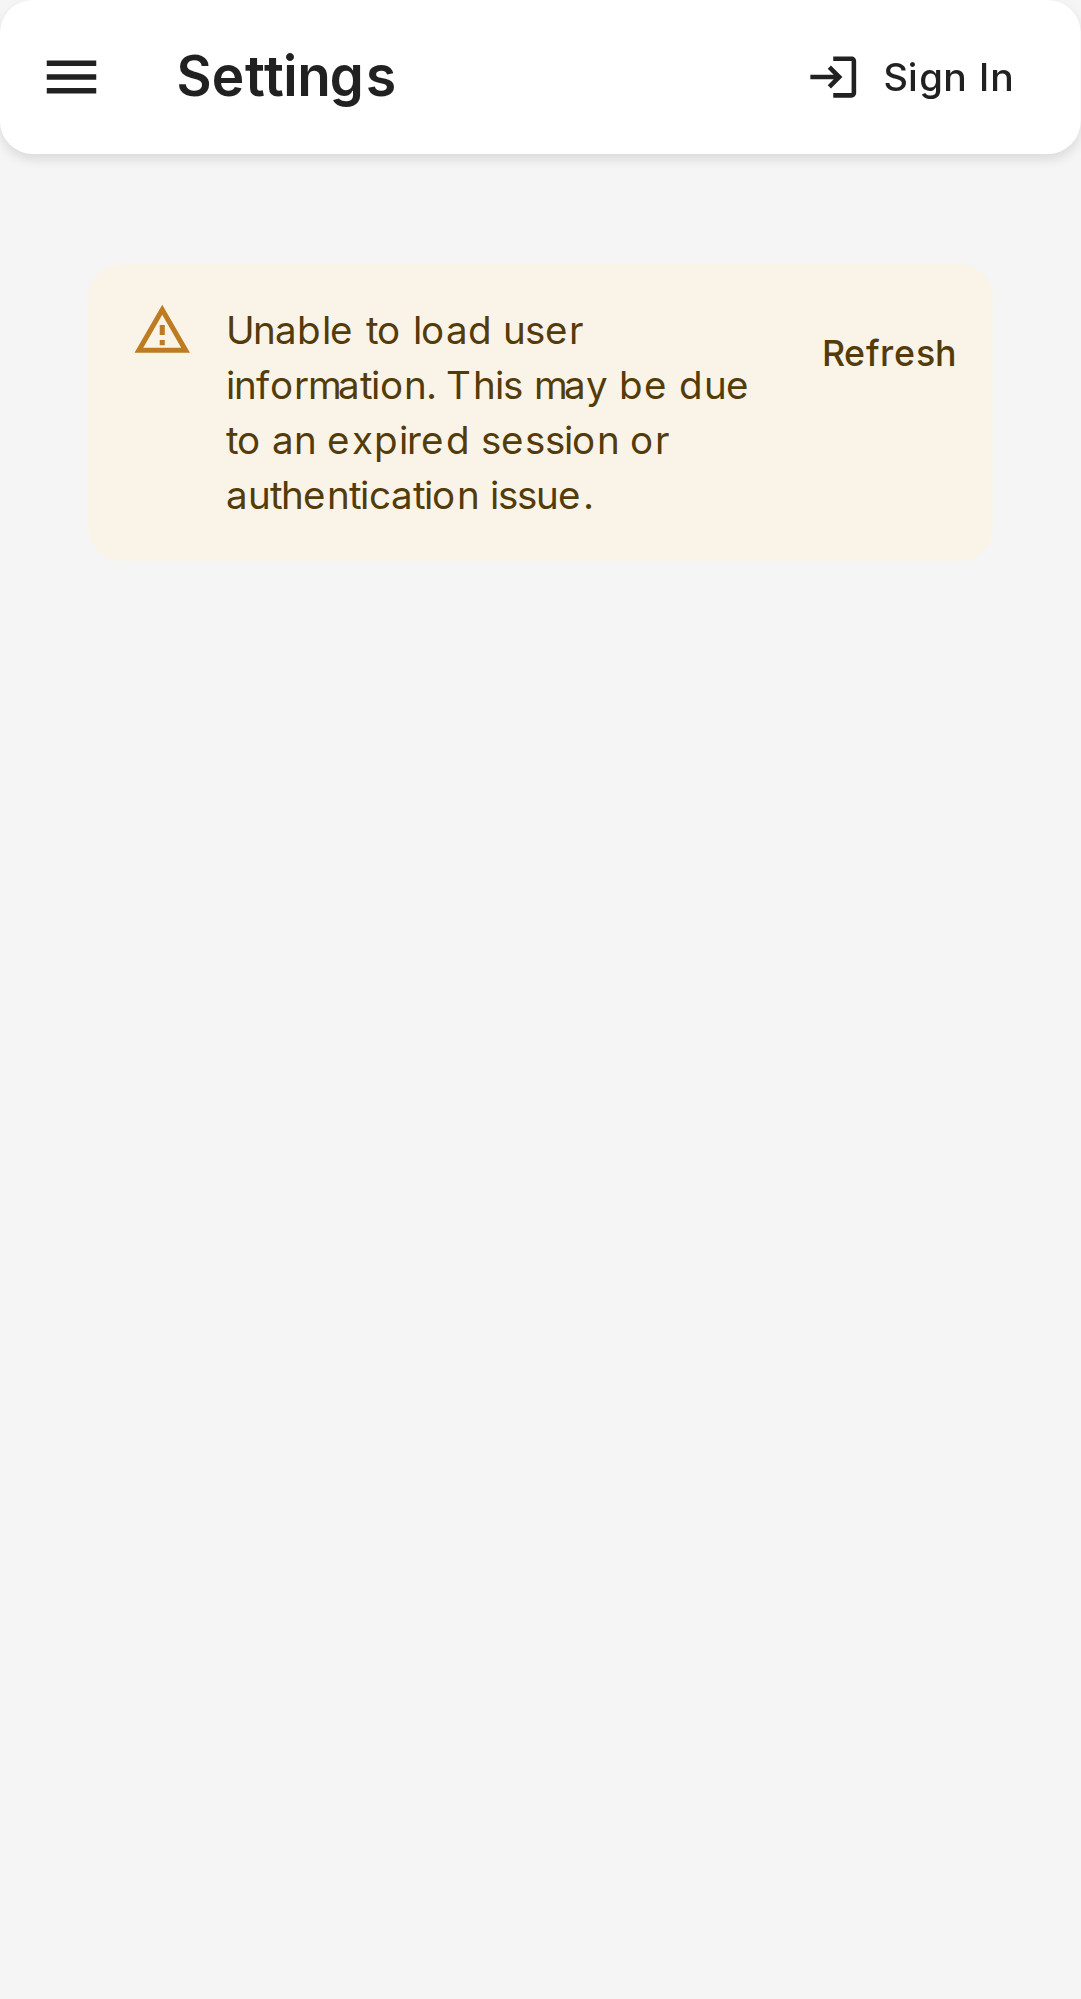 Settings
Sign In
Unable to load user
information. This may be due
to an expired session or
authentication issue.
Refresh